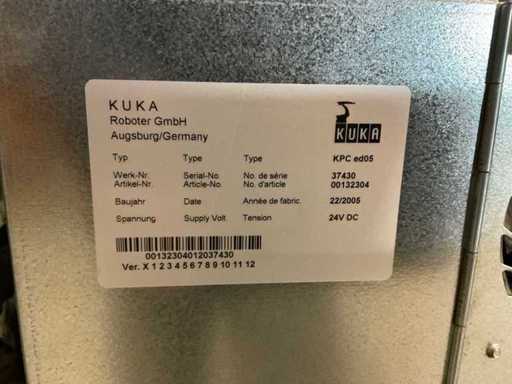 KUKA
Roboter GmbH
Augsburg/Germany
KUKA
Typ Type Type KPC ed05
Werk-Nr. Serial-No. No. de série 37430
Artikel-Nr. Article-No. No. d'article 00132304
Baujahr Date Année de fabric. 22/2005
Spannung Supply Volt. Tension 24V DC
00132304012037430
Ver. X 1 2 3 4 5 6 7 8 9 10 11 12